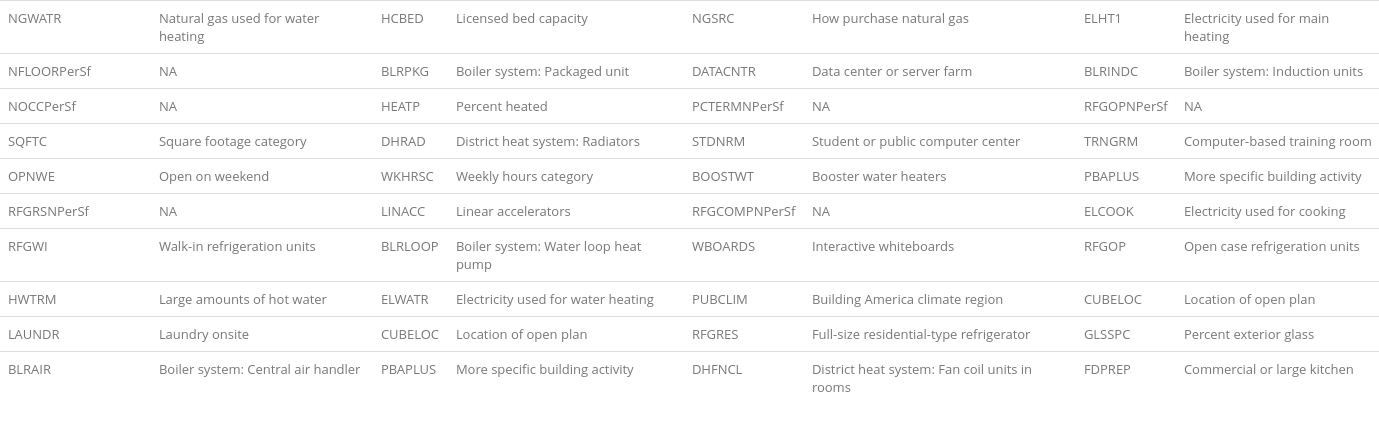 NGWATR Natural gas used for water HCBED Licensed bed capacity NGSRC How purchase natural gas ELHT1 Electricity used for main
heating heating
NFLOORPerSf NA BLRPKG Boiler system: Packaged unit DATACNTR Data center or server farm BLRINDC Boiler system: Induction units
NOCCPerSf NA HEATP Percent heated PCTERMNPerSf NA RFGOPNPerSf NA
SQFTC Square footage category DHRAD District heat system: Radiators STDNRM Student or public computer center TRNGRM Computer-based training room
OPNWE Open on weekend WKHRSC Weekly hours category BOOSTWT Booster water heaters PBAPLUS More specific building activity
RFGRSNPerSf NA LINACC Linear accelerators RFGCOMPNPerSf NA ELCOOK Electricity used for cooking
RFGWI Walk-in refrigeration units BLRLOOP Boiler system: Water loop heat WBOARDS Interactive whiteboards RFGOP Open case refrigeration units
pump
HWTRM Large amounts of hot water ELWATR Electricity used for water heating PUBCLIM Building America climate region CUBELOC Location of open plan
LAUNDR Laundry onsite CUBELOC Location of open plan RFGRES Full-size residential-type refrigerator GLSSPC Percent exterior glass
BLRAIR Boiler system: Central air handler PBAPLUS More specific building activity DHFNCL District heat system: Fan coil units in FDPREP Commercial or large kitchen
rooms